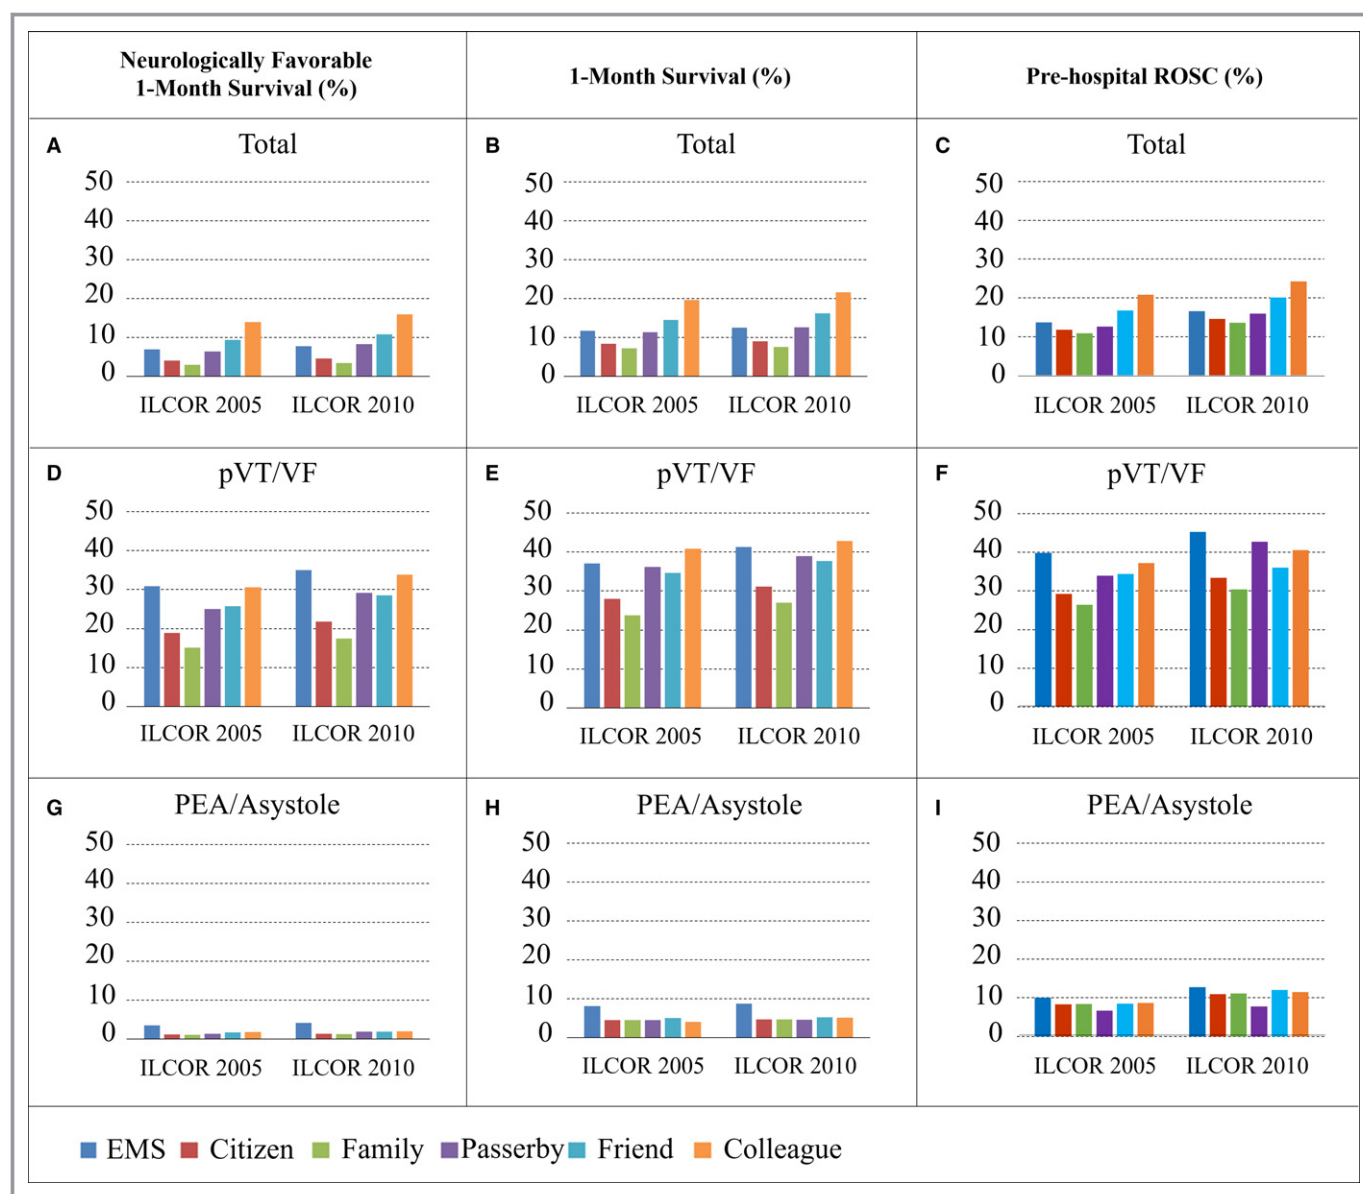 Neurologically Favorable
1-Month Survival (%)
1-Month Survival (%)
Pre-hospital ROSC (%)
A
Total
50
40
30
20
10
0
ILCOR 2005
ILCOR 2010
B
Total
50
40
30
20
10
0
ILCOR 2005
ILCOR 2010
C
Total
50
40
30
20
10
0
ILCOR 2005
ILCOR 2010
D
pVT/VF
50
40
30
20
10
0
ILCOR 2005
ILCOR 2010
E
pVT/VF
50
40
30
20
10
0
ILCOR 2005
ILCOR 2010
F
pVT/VF
50
40
30
20
10
0
ILCOR 2005
ILCOR 2010
G
PEA/Asystole
50
40
30
20
10
0
ILCOR 2005
ILCOR 2010
H
PEA/Asystole
50
40
30
20
10
0
ILCOR 2005
ILCOR 2010
I
PEA/Asystole
50
40
30
20
10
0
ILCOR 2005
ILCOR 2010
EMS Citizen Family Passerby Friend Colleague